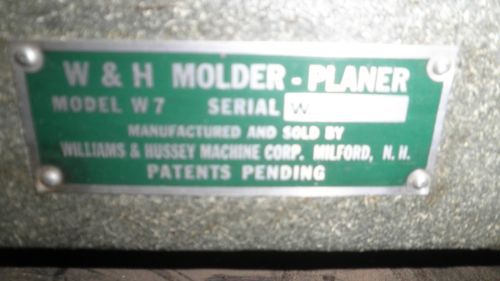 W & H MOLDER - PLANER
MODEL W7 SERIAL W
MANUFACTURED AND SOLD BY
WILLIAMS & HUSSEY MACHINE CORP. MILFORD, N. H.
PATENTS PENDING